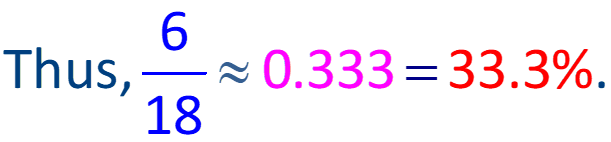 Thus, 6/18 ≈ 0.333 = 33.3%.